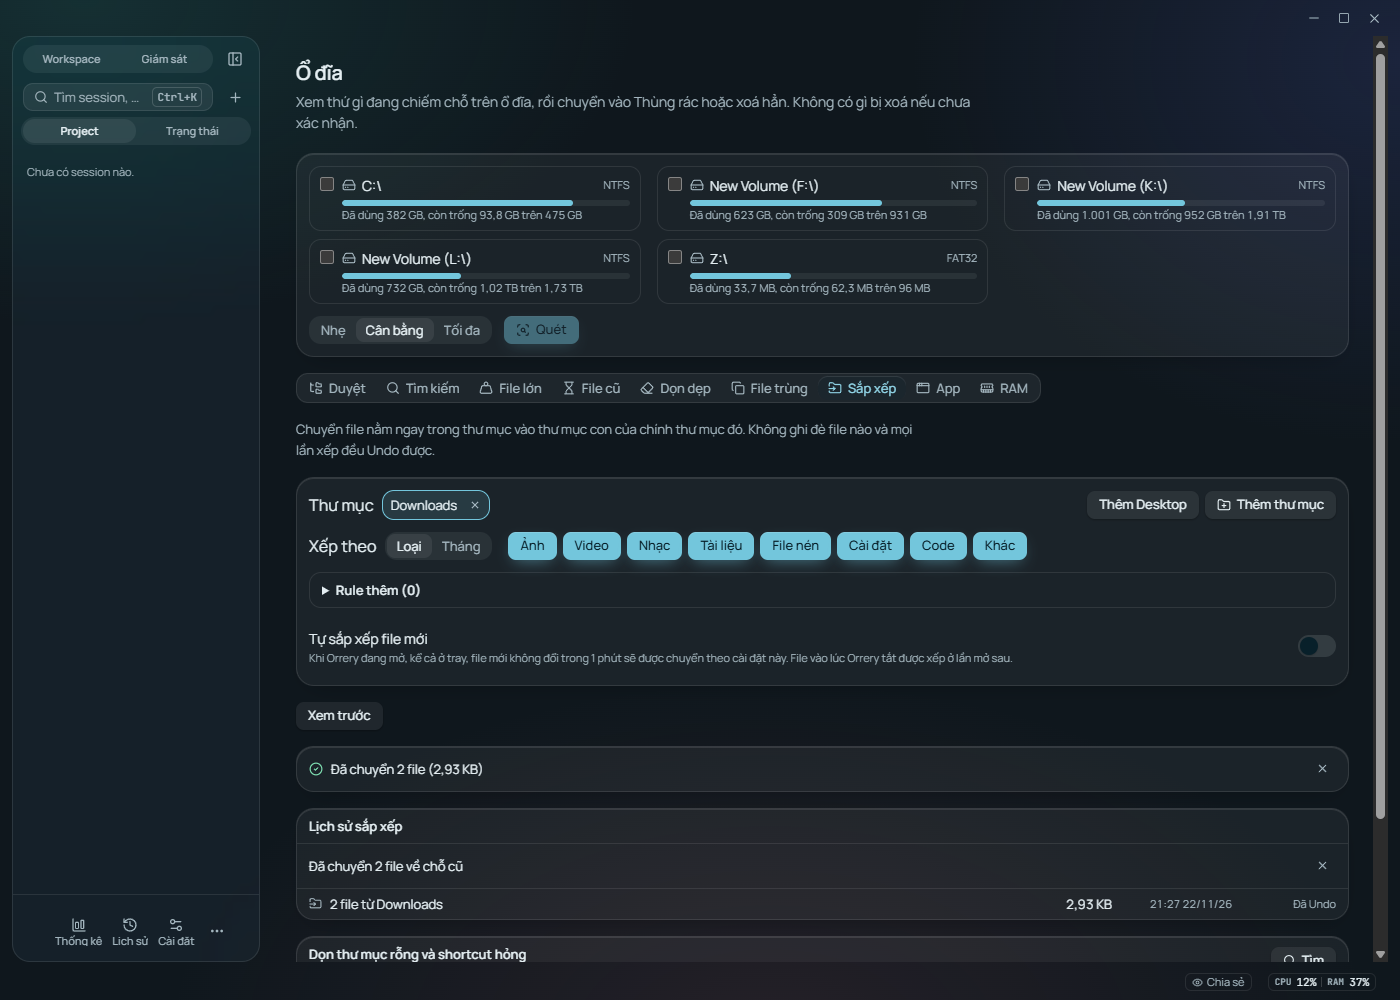 Workspace
Giám sát
Tìm session, ...
Ctrl+K
Project
Trạng thái
Chưa có session nào.
Ổ đĩa
Xem thứ gì đang chiếm chỗ trên ổ đĩa, rồi chuyển vào Thùng rác hoặc xoá hẳn. Không có gì bị xoá nếu chưa
xác nhận.
C:\
NTFS
Đã dùng 382 GB, còn trống 93,8 GB trên 475 GB
New Volume (F:\)
NTFS
Đã dùng 623 GB, còn trống 309 GB trên 931 GB
New Volume (K:\)
NTFS
Đã dùng 1.001 GB, còn trống 952 GB trên 1,91 TB
New Volume (L:\)
NTFS
Đã dùng 732 GB, còn trống 1,02 TB trên 1,73 TB
Z:\
FAT32
Đã dùng 33,7 MB, còn trống 62,3 MB trên 96 MB
Nhẹ
Cân bằng
Tối đa
Quét
Duyệt
Tìm kiếm
File lớn
File cũ
Dọn dẹp
File trùng
Sắp xếp
App
RAM
Chuyển file nằm ngay trong thư mục vào thư mục con của chính thư mục đó. Không ghi đè file nào và mọi
lần xếp đều Undo được.
Thư mục
Downloads
Thêm Desktop
Thêm thư mục
Xếp theo
Loại
Tháng
Ảnh
Video
Nhạc
Tài liệu
File nén
Cài đặt
Code
Khác
Rule thêm (0)
Tự sắp xếp file mới
Khi Orrery đang mở, kể cả ở tray, file mới không đổi trong 1 phút sẽ được chuyển theo cài đặt này. File vào lúc Orrery tắt được xếp ở lần mở sau.
Xem trước
Đã chuyển 2 file (2,93 KB)
Lịch sử sắp xếp
Đã chuyển 2 file về chỗ cũ
2 file từ Downloads
2,93 KB
21:27 22/11/26
Đã Undo
Dọn thư mục rỗng và shortcut hỏng
Tìm
Thống kê
Lịch sử
Cài đặt
Chia sẻ
CPU 12%
RAM 37%